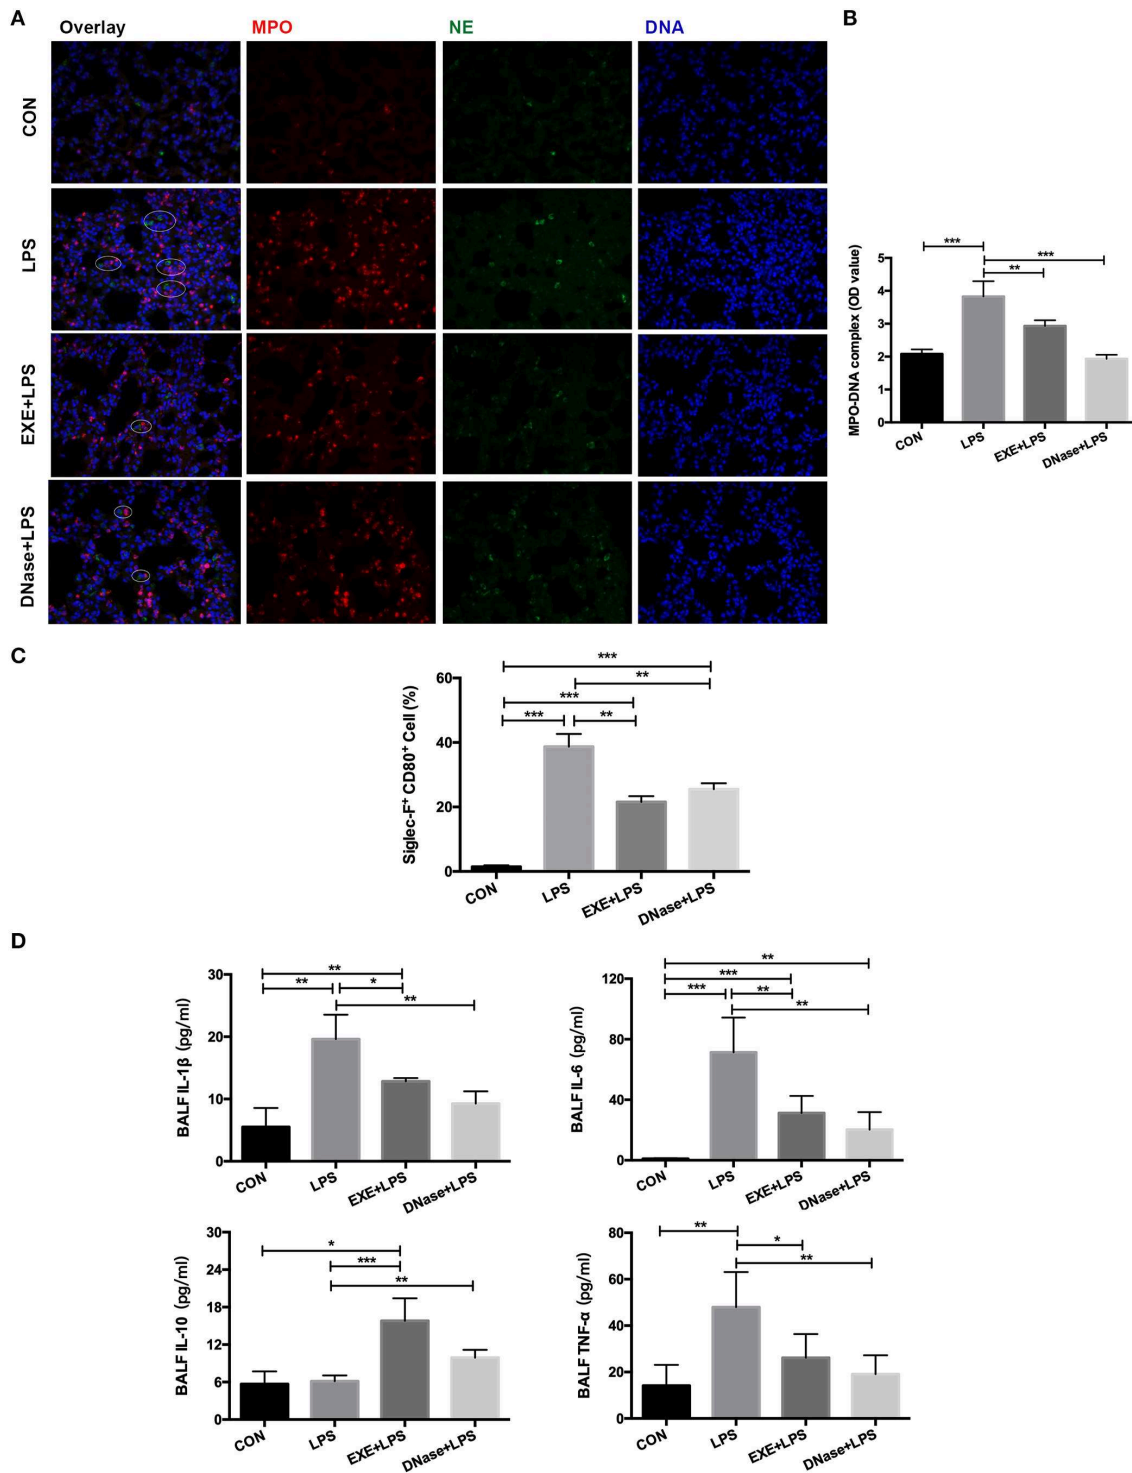 A
Overlay MPO NE DNA
CON
LPS
EXE+LPS
DNase+LPS
B
MPO-DNA complex (OD value)
***
***
**
5
4
3
2
1
0
CON LPS EXE+LPS DNase+LPS
C
Siglec-F⁺ CD80⁺ Cell (%)
***
**
***
*** **
60
40
20
0
CON LPS EXE+LPS DNase+LPS
D
BALF IL-1β (pg/ml)
**
** *
**
30
20
10
0
CON LPS EXE+LPS DNase+LPS
BALF IL-6 (pg/ml)
**
***
*** **
**
120
80
40
0
CON LPS EXE+LPS DNase+LPS
BALF IL-10 (pg/ml)
*
***
**
30
24
18
12
6
0
CON LPS EXE+LPS DNase+LPS
BALF TNF-α (pg/ml)
**
*
**
80
60
40
20
0
CON LPS EXE+LPS DNase+LPS